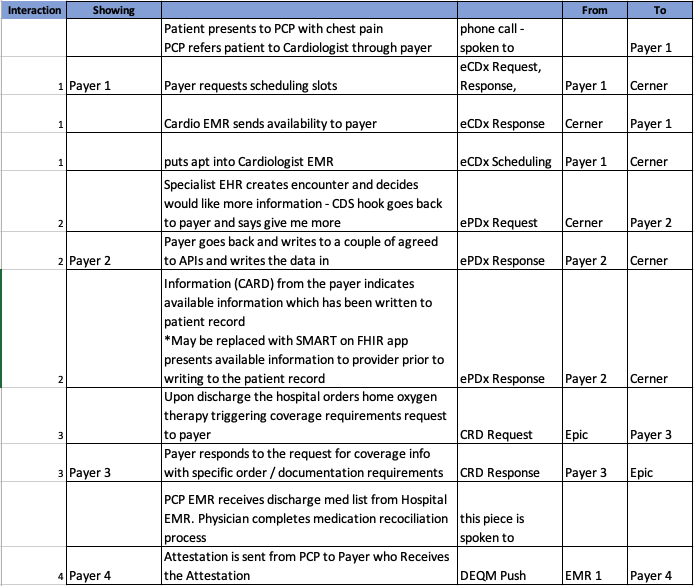 Interaction Showing From To
Patient presents to PCP with chest pain phone call -
PCP refers patient to Cardiologist through payer spoken to Payer 1
eCDx Request,
1 Payer 1 Payer requests scheduling slots Response, Payer 1 Cerner
1 Cardio EMR sends availability to payer eCDx Response Cerner Payer 1
1 puts apt into Cardiologist EMR eCDx Scheduling Payer 1 Cerner
Specialist EHR creates encounter and decides
would like more information - CDS hook goes back
2 to payer and says give me more ePDx Request Cerner Payer 2
Payer goes back and writes to a couple of agreed
2 Payer 2 to APIs and writes the data in ePDx Response Payer 2 Cerner
Information (CARD) from the payer indicates
available information which has been written to
patient record
*May be replaced with SMART on FHIR app
presents available information to provider prior to
2 writing to the patient record ePDx Response Payer 2 Cerner
Upon discharge the hospital orders home oxygen
therapy triggering coverage requirements request
3 to payer CRD Request Epic Payer 3
Payer responds to the request for coverage info
3 Payer 3 with specific order / documentation requirements CRD Response Payer 3 Epic
PCP EMR receives discharge med list from Hospital
EMR. Physician completes medication recociliation this piece is
process spoken to
Attestation is sent from PCP to Payer who Receives
4 Payer 4 the Attestation DEQM Push EMR 1 Payer 4